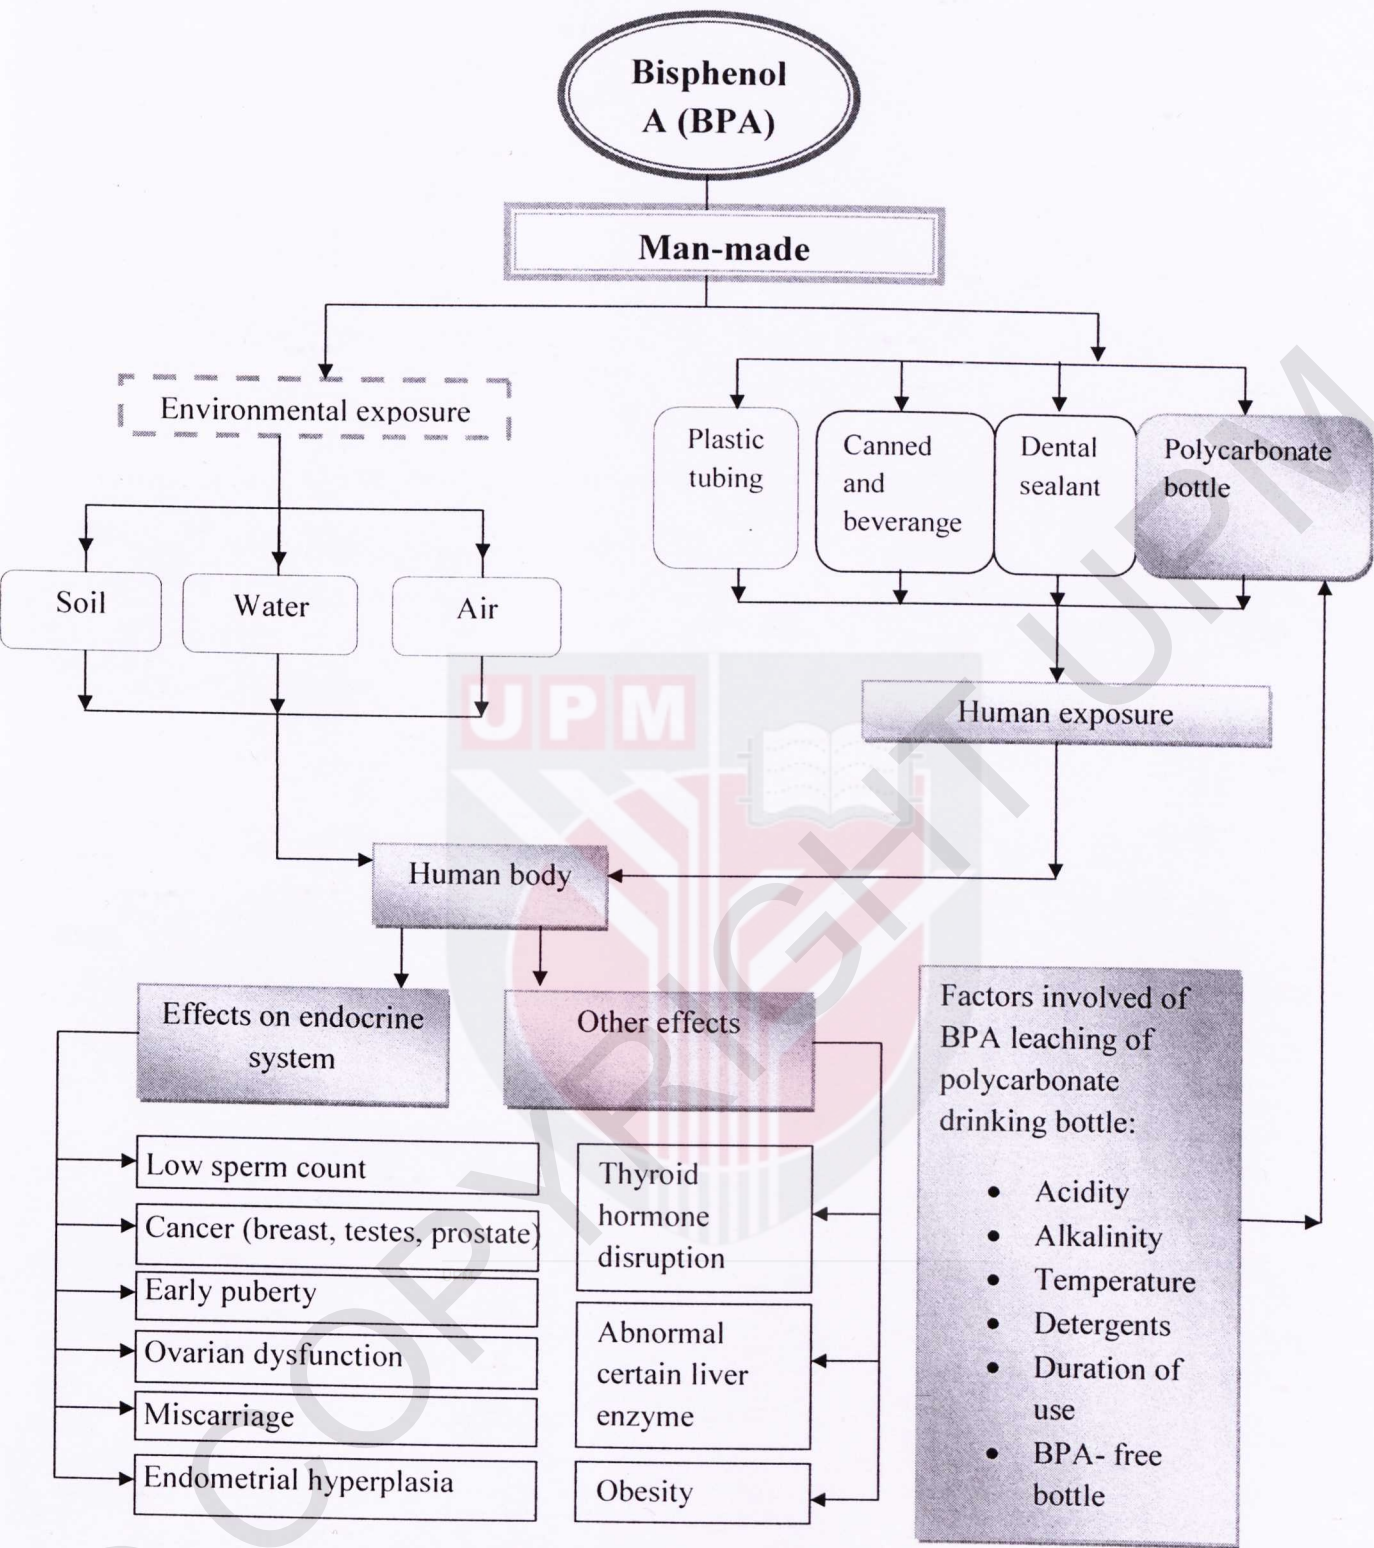 Bisphenol
A (BPA)
Man-made
Environmental exposure
Plastic
tubing
Canned
and
beverange
Dental
sealant
Polycarbonate
bottle
Soil
Water
Air
UPM
Human exposure
Human body
Effects on endocrine
system
Other effects
Low sperm count
Cancer (breast, testes, prostate)
Early puberty
Ovarian dysfunction
Miscarriage
Endometrial hyperplasia
Thyroid
hormone
disruption
Abnormal
certain liver
enzyme
Obesity
Factors involved of
BPA leaching of
polycarbonate
drinking bottle:
• Acidity
• Alkalinity
• Temperature
• Detergents
• Duration of
use
• BPA- free
bottle
COPYRIGHT UPM